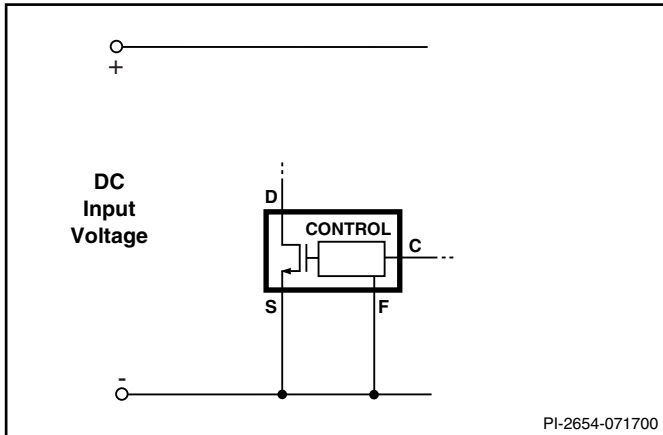 +
DC
Input
Voltage
D
CONTROL
C
S
F
-
PI-2654-071700